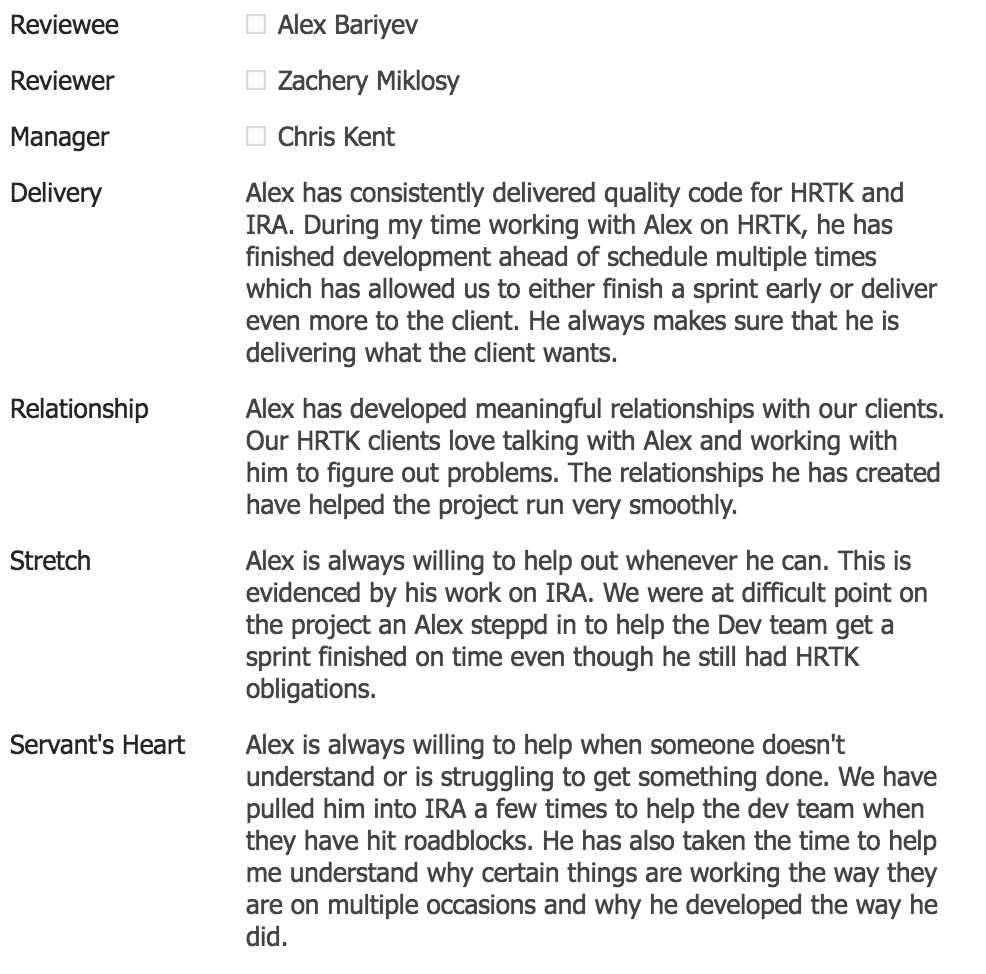 Reviewee Alex Bariyev
Reviewer Zachery Miklosy
Manager Chris Kent
Delivery Alex has consistently delivered quality code for HRTK and
IRA. During my time working with Alex on HRTK, he has
finished development ahead of schedule multiple times
which has allowed us to either finish a sprint early or deliver
even more to the client. He always makes sure that he is
delivering what the client wants.
Relationship Alex has developed meaningful relationships with our clients.
Our HRTK clients love talking with Alex and working with
him to figure out problems. The relationships he has created
have helped the project run very smoothly.
Stretch Alex is always willing to help out whenever he can. This is
evidenced by his work on IRA. We were at difficult point on
the project an Alex steppd in to help the Dev team get a
sprint finished on time even though he still had HRTK
obligations.
Servant's Heart Alex is always willing to help when someone doesn't
understand or is struggling to get something done. We have
pulled him into IRA a few times to help the dev team when
they have hit roadblocks. He has also taken the time to help
me understand why certain things are working the way they
are on multiple occasions and why he developed the way he
did.